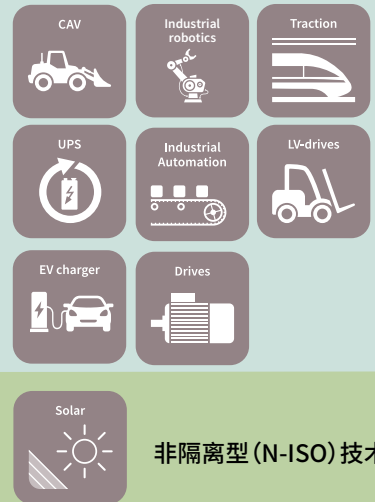 CAV
Industrial
robotics
Traction
UPS
Industrial
Automation
LV-drives
EV charger
Drives
Solar
非隔离型(N-ISO)技术